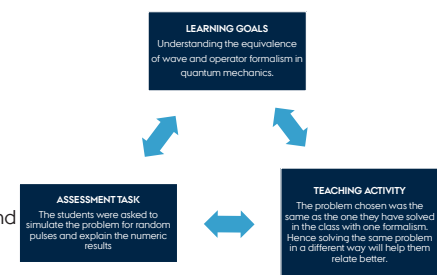 LEARNING GOALS
Understanding the equivalence
of wave and operator formalism in
quantum mechanics.
nd
ASSESSMENT TASK
The students were asked to
simulate the problem for random
pulses and explain the numeric
results
TEACHING ACTIVITY
The problem chosen was the
same as the one they have solved
in the class with one formalism.
Hence solving the same problem
in a different way will help them
relate better.